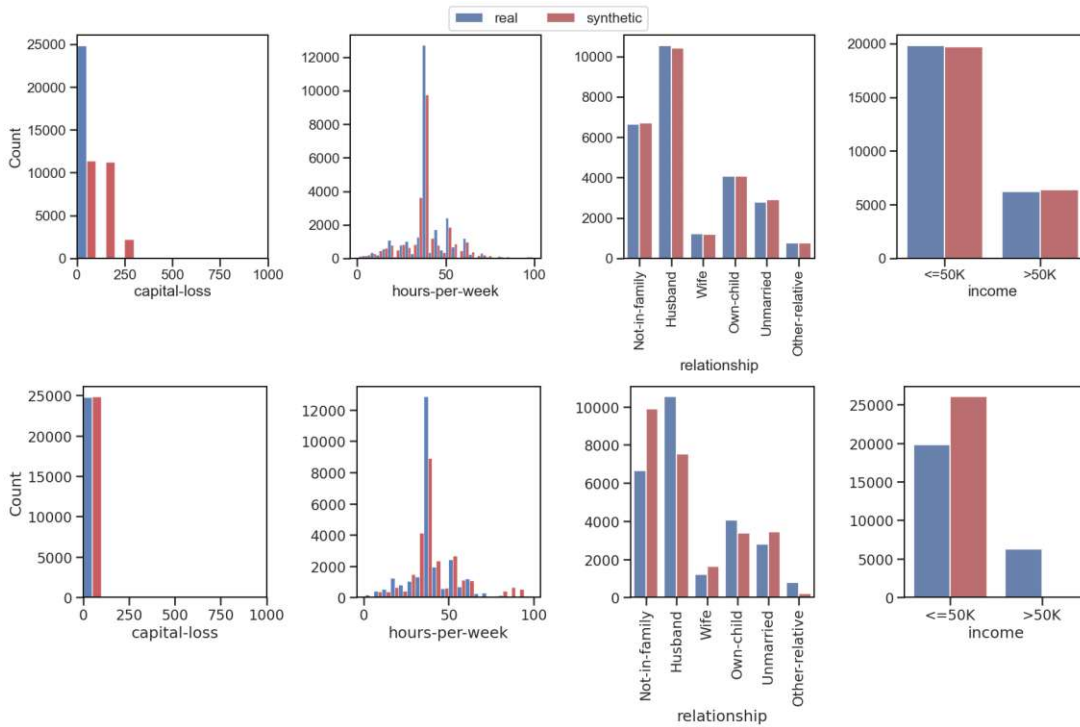 real synthetic
25000
20000
15000
10000
5000
0
Count
0 250 500 750 1000
capital-loss
12000
10000
8000
6000
4000
2000
0
0 50 100
hours-per-week
10000
8000
6000
4000
2000
0
Not-in-family
Husband
Wife
Own-child
Unmarried
Other-relative
relationship
20000
15000
10000
5000
0
<=50K >50K
income
25000
20000
15000
10000
5000
0
Count
0 250 500 750 1000
capital-loss
12000
10000
8000
6000
4000
2000
0
0 50 100
hours-per-week
10000
8000
6000
4000
2000
0
Not-in-family
Husband
Wife
Own-child
Unmarried
Other-relative
relationship
25000
20000
15000
10000
5000
0
<=50K >50K
income